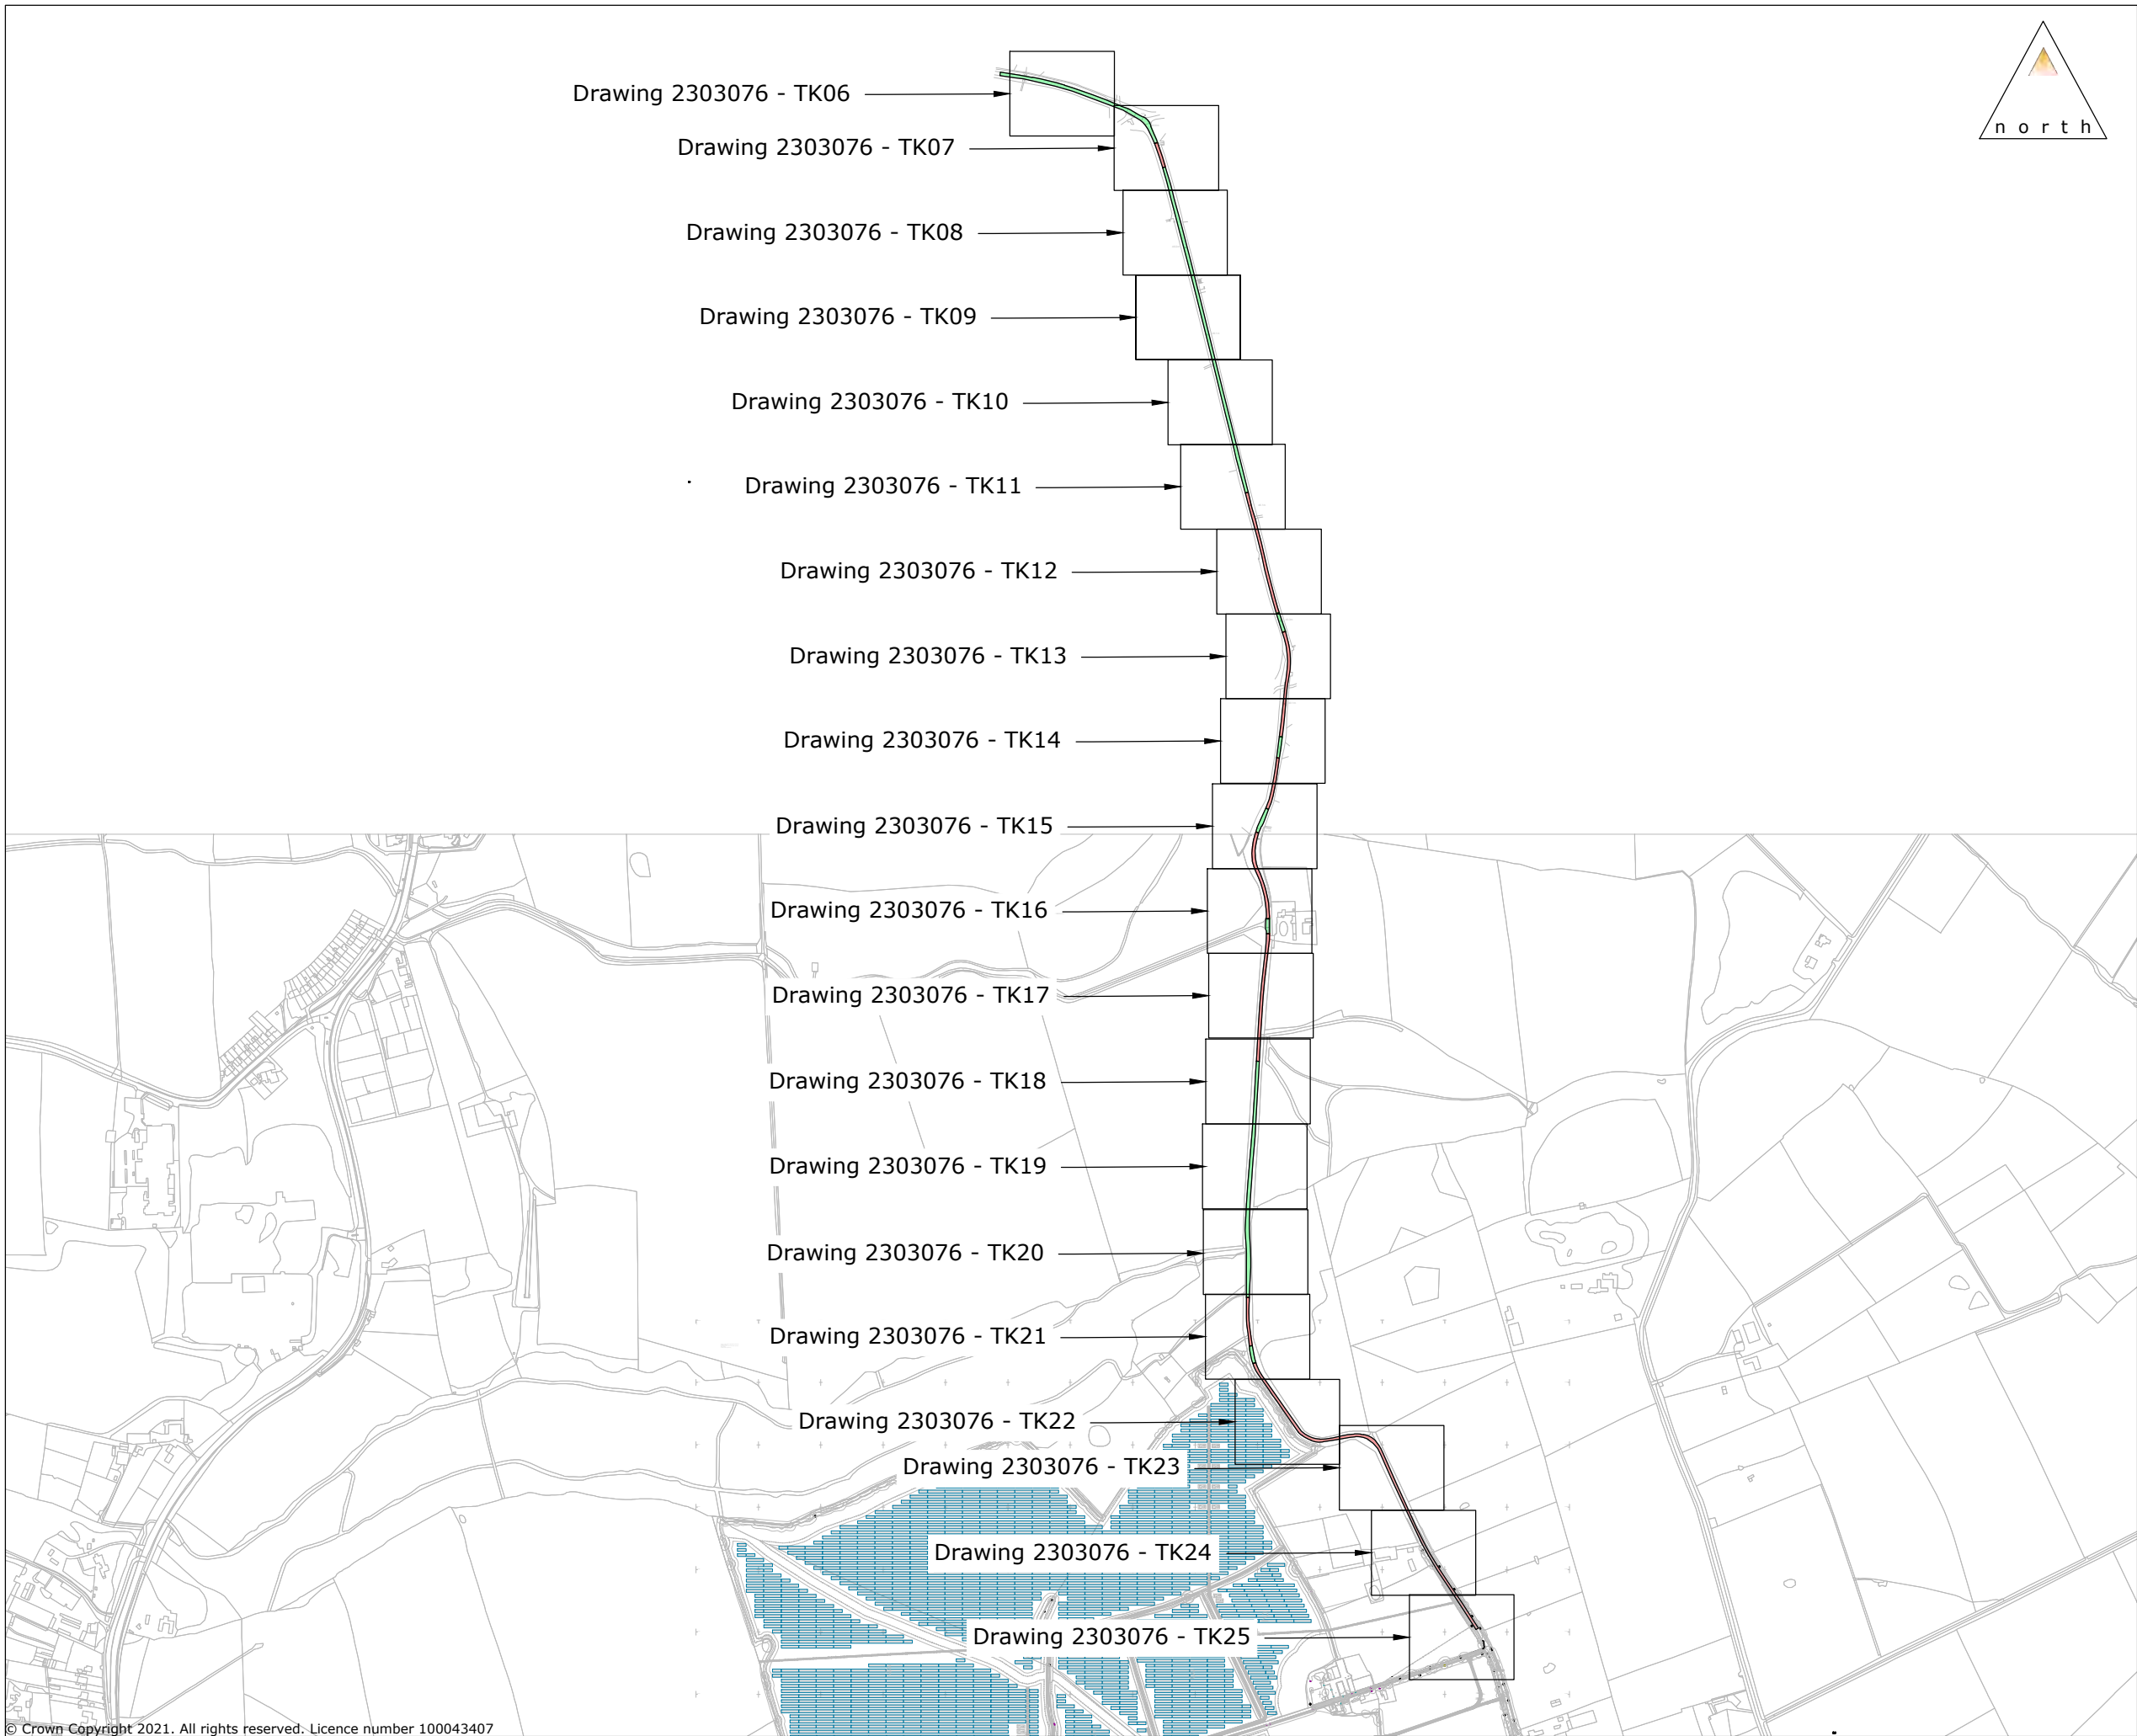 north
Drawing 2303076 - TK06
Drawing 2303076 - TK07
Drawing 2303076 - TK08
Drawing 2303076 - TK09
Drawing 2303076 - TK10
Drawing 2303076 - TK11
Drawing 2303076 - TK12
Drawing 2303076 - TK13
Drawing 2303076 - TK14
Drawing 2303076 - TK15
Drawing 2303076 - TK16
Drawing 2303076 - TK17
Drawing 2303076 - TK18
Drawing 2303076 - TK19
Drawing 2303076 - TK20
Drawing 2303076 - TK21
Drawing 2303076 - TK22
Drawing 2303076 - TK23
Drawing 2303076 - TK24
Drawing 2303076 - TK25
© Crown Copyright 2021. All rights reserved. Licence number 100043407